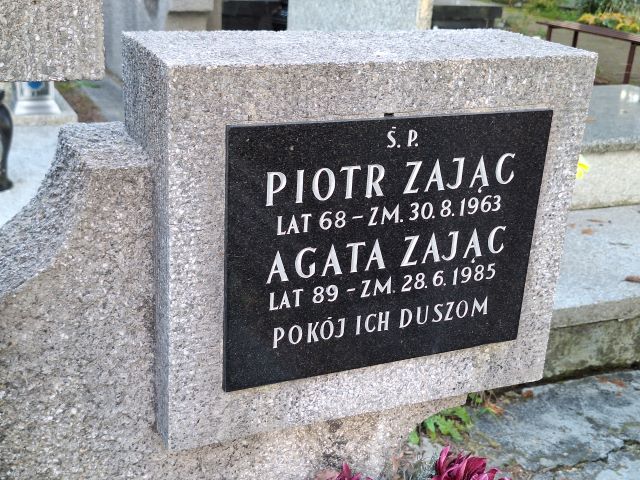 Ś. P.
PIOTR ZAJĄC
LAT 68 - ZM. 30. 8. 1963
AGATA ZAJĄC
LAT 89 - ZM. 28. 6. 1985
POKÓJ ICH DUSZOM